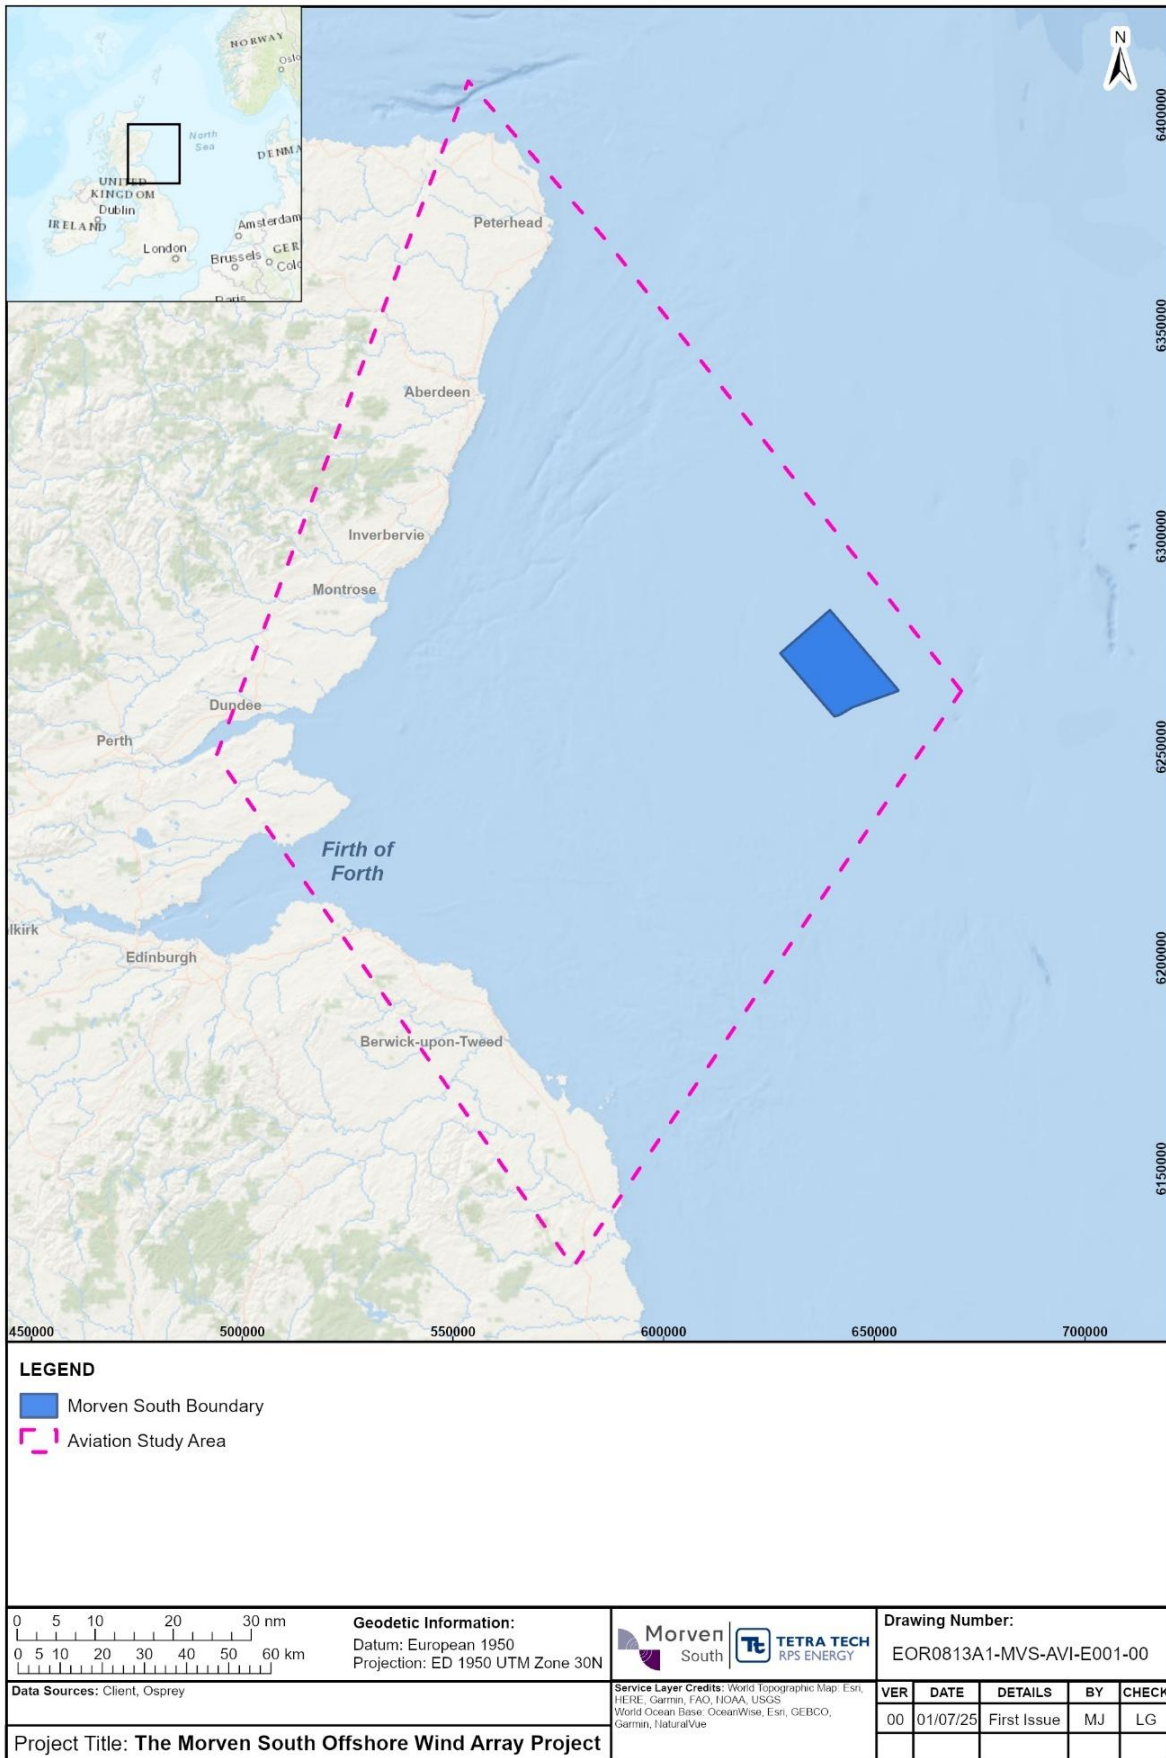 NORWAY
Oslo
North
Sea
DENMA
UNITED
KINGDOM
Dublin
IRELAND
Amsterdam
London
GER
Brussels
Colo
Paris
N
Peterhead
Aberdeen
Inverbervie
Montrose
Dundee
Perth
Firth of
Forth
lkirk
Edinburgh
Berwick-upon-Tweed
6400000
6350000
6300000
6250000
6200000
6150000
450000 500000 550000 600000 650000 700000
LEGEND
Morven South Boundary
Aviation Study Area
0 5 10 20 30 nm
0 5 10 20 30 40 50 60 km
Geodetic Information:
Datum: European 1950
Projection: ED 1950 UTM Zone 30N
Morven
South
Tt
TETRA TECH
RPS ENERGY
Drawing Number:
EOR0813A1-MVS-AVI-E001-00
Data Sources: Client, Osprey
Service Layer Credits: World Topographic Map: Esri,
HERE, Garmin, FAO, NOAA, USGS
World Ocean Base: OceanWise, Esri, GEBCO,
Garmin, NaturalVue
VER DATE DETAILS BY CHECK
00 01/07/25 First Issue MJ LG
Project Title: The Morven South Offshore Wind Array Project